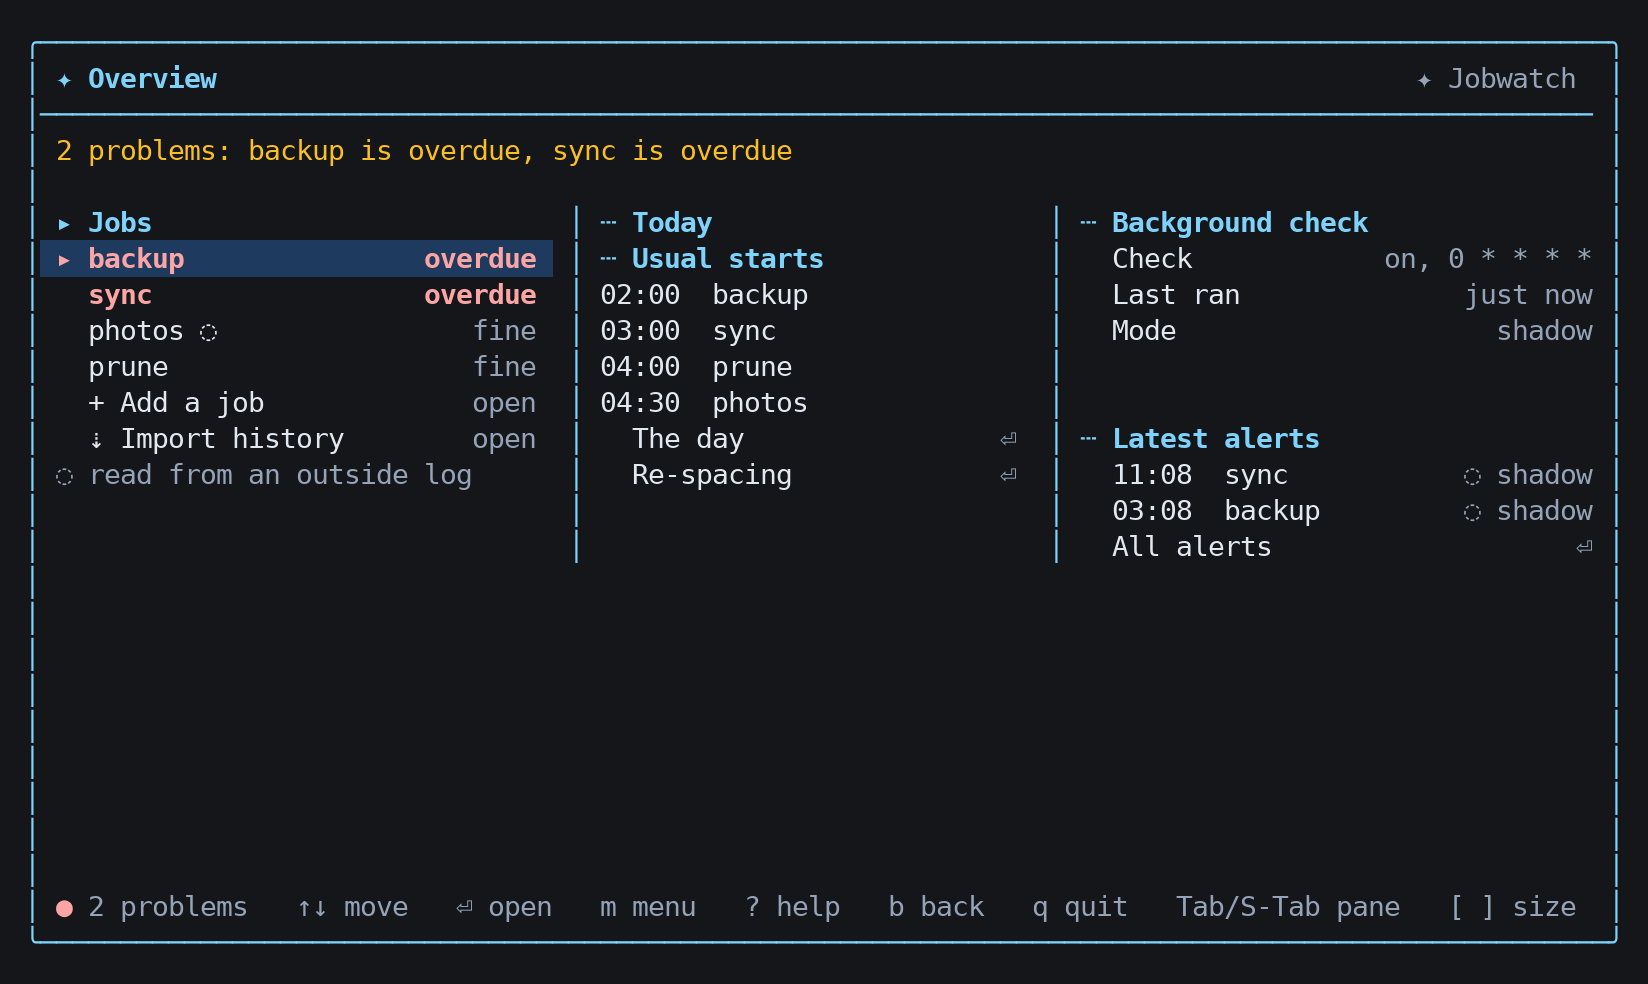 ✦ Overview ✦ Jobwatch
2 problems: backup is overdue, sync is overdue
▸ Jobs
▸ backup overdue
sync overdue
photos ◌ fine
prune fine
+ Add a job open
⇣ Import history open
◌ read from an outside log
┄ Today
┄ Usual starts
02:00 backup
03:00 sync
04:00 prune
04:30 photos
The day ⏎
Re-spacing ⏎
┄ Background check
Check on, 0 * * * *
Last ran just now
Mode shadow
┄ Latest alerts
11:08 sync ◌ shadow
03:08 backup ◌ shadow
All alerts ⏎
● 2 problems ↑↓ move ⏎ open m menu ? help b back q quit Tab/S-Tab pane [ ] size